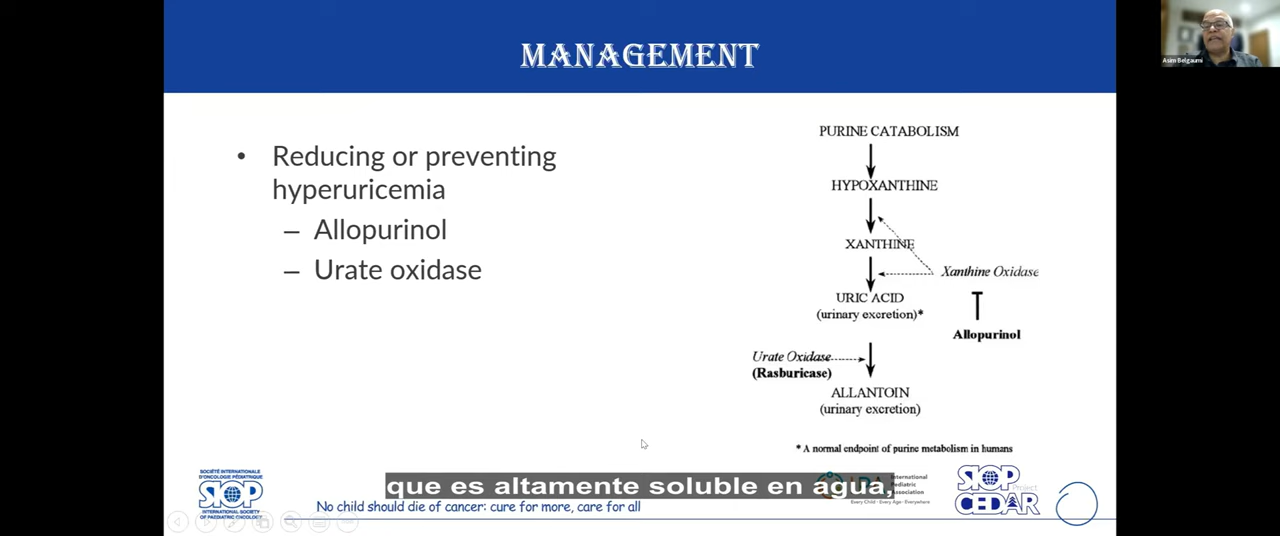 MANAGEMENT
Asim Belgaumi
• Reducing or preventing
hyperuricemia
– Allopurinol
– Urate oxidase
PURINE CATABOLISM
HYPOXANTHINE
XANTHINE
Xanthine Oxidase
URIC ACID
(urinary excretion)*
Allopurinol
Urate Oxidase
(Rasburicase)
ALLANTOIN
(urinary excretion)
* A normal endpoint of purine metabolism in humans
SOCIÉTÉ INTERNATIONALE
D'ONCOLOGIE PÉDIATRIQUE
SIOP
INTERNATIONAL SOCIETY
OF PAEDIATRIC ONCOLOGY
que es altamente soluble en agua,
No child should die of cancer: cure for more, care for all
International
Pediatric
Association
Every Child - Every Age - Everywhere
SIOP
Project
CEDAR